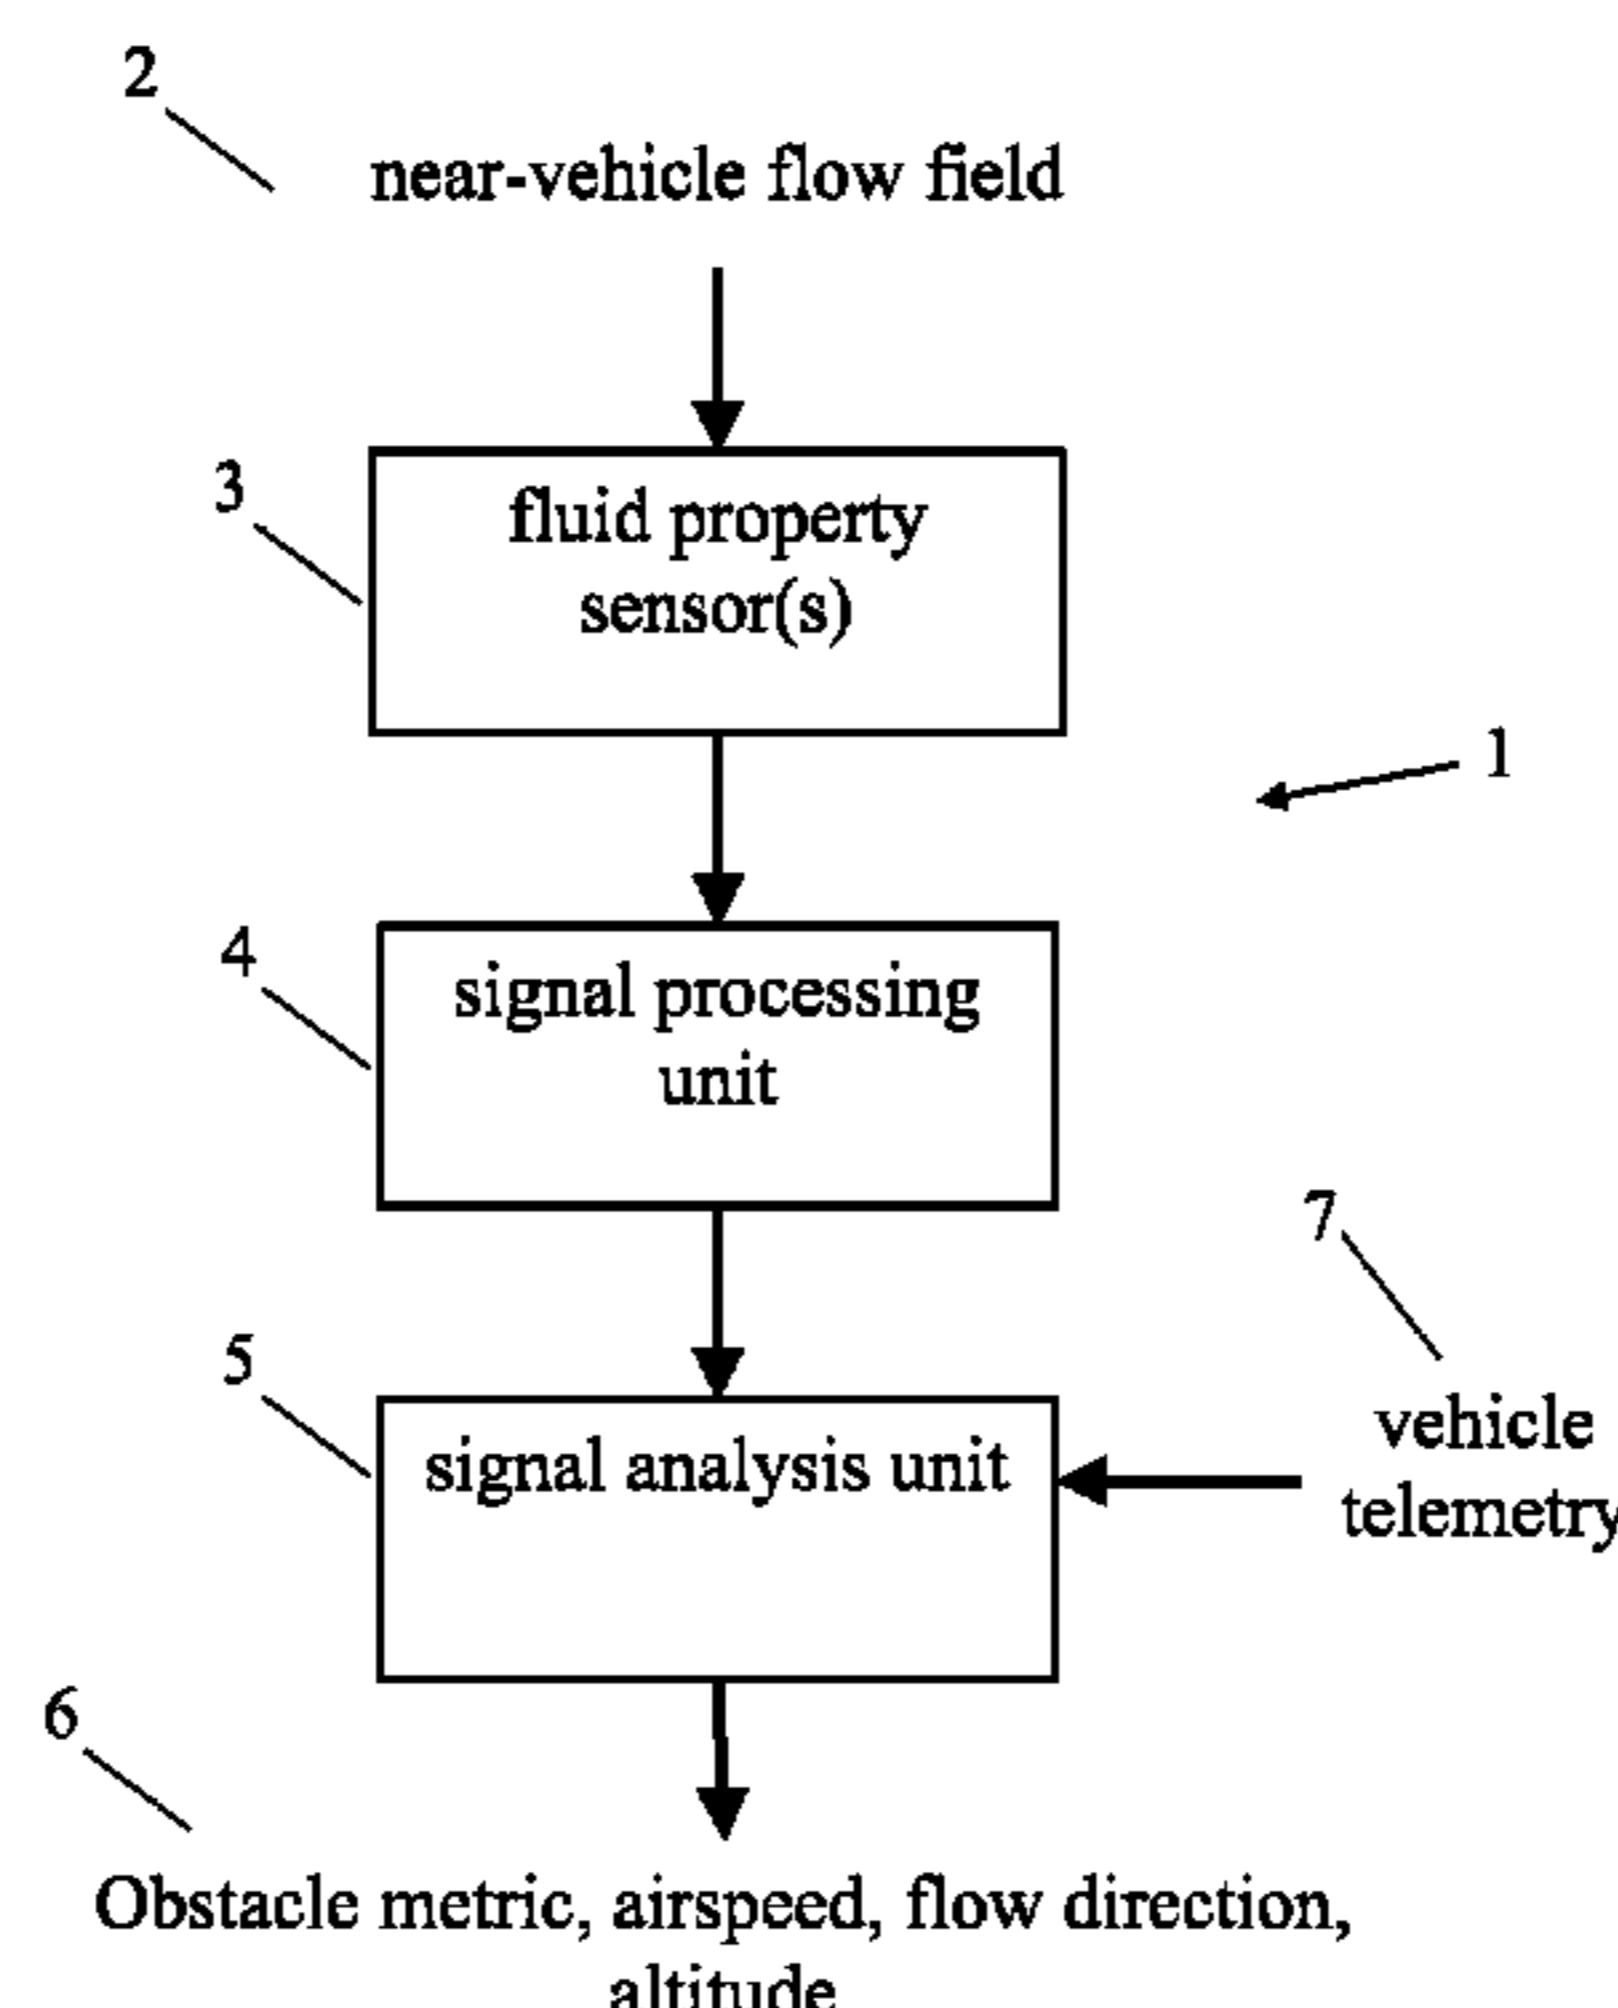 2
near-vehicle flow field
3
fluid property
sensor(s)
1
4
signal processing
unit
7
5
vehicle
signal analysis unit
telemetry
6
Obstacle metric, airspeed, flow direction,
altitude